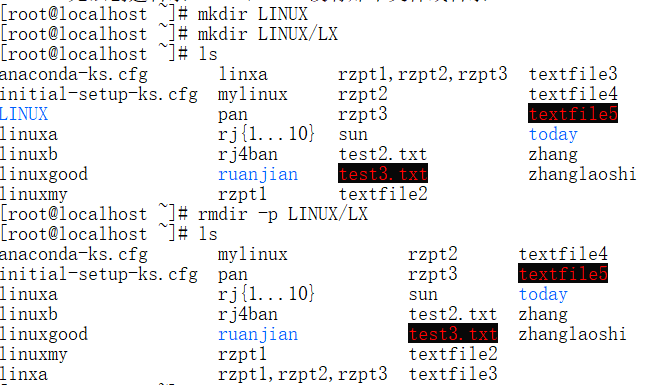 [root@localhost ~]# mkdir LINUX
[root@localhost ~]# mkdir LINUX/LX
[root@localhost ~]# ls
anaconda-ks.cfg linxa rzpt1,rzpt2,rzpt3 textfile3
initial-setup-ks.cfg mylinux rzpt2 textfile4
LINUX pan rzpt3 textfile5
linuxa rj{1...10} sun today
linuxb rj4ban test2.txt zhang
linuxgood ruanjian test3.txt zhanglaoshi
linuxmy rzpt1 textfile2
[root@localhost ~]# rmdir -p LINUX/LX
[root@localhost ~]# ls
anaconda-ks.cfg mylinux rzpt2 textfile4
initial-setup-ks.cfg pan rzpt3 textfile5
linuxa rj{1...10} sun today
linuxb rj4ban test2.txt zhang
linuxgood ruanjian test3.txt zhanglaoshi
linuxmy rzpt1 textfile2
linxa rzpt1,rzpt2,rzpt3 textfile3